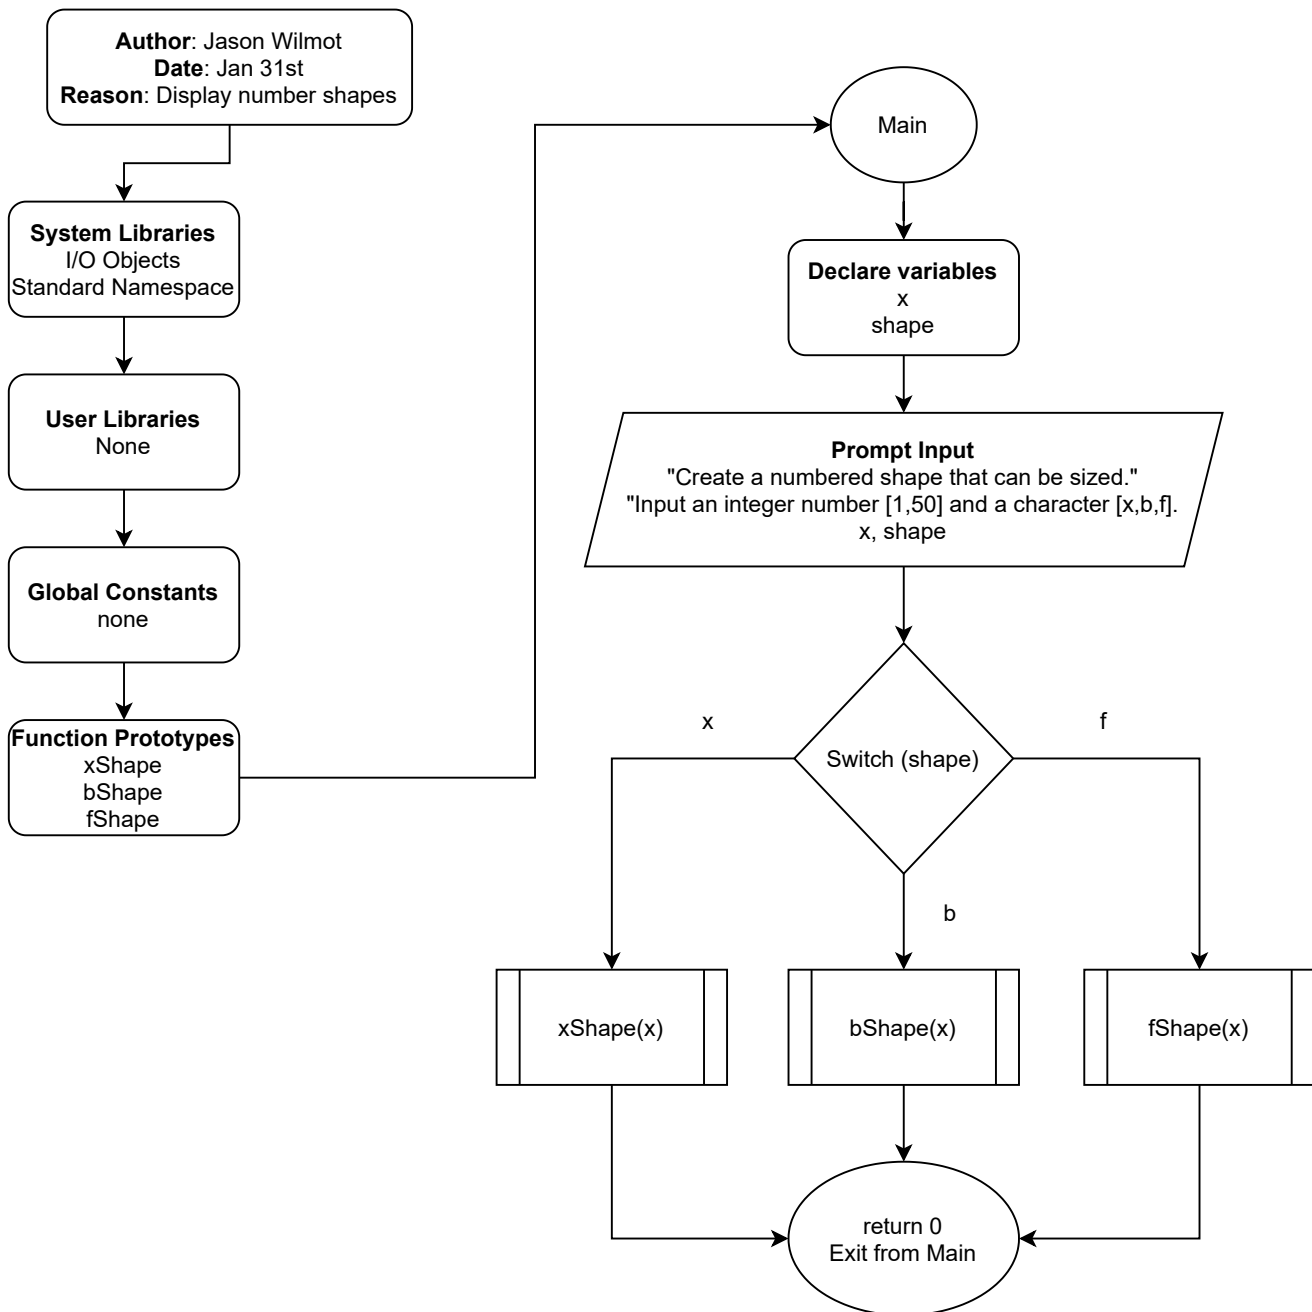 Author: Jason Wilmot
Date: Jan 31st
Reason: Display number shapes
System Libraries
I/O Objects
Standard Namespace
User Libraries
None
Global Constants
none
Function Prototypes
xShape
bShape
fShape
Main
Declare variables
x
shape
Prompt Input
"Create a numbered shape that can be sized."
"Input an integer number [1,50] and a character [x,b,f].
x, shape
Switch (shape)
x
f
b
xShape(x)
bShape(x)
fShape(x)
return 0
Exit from Main